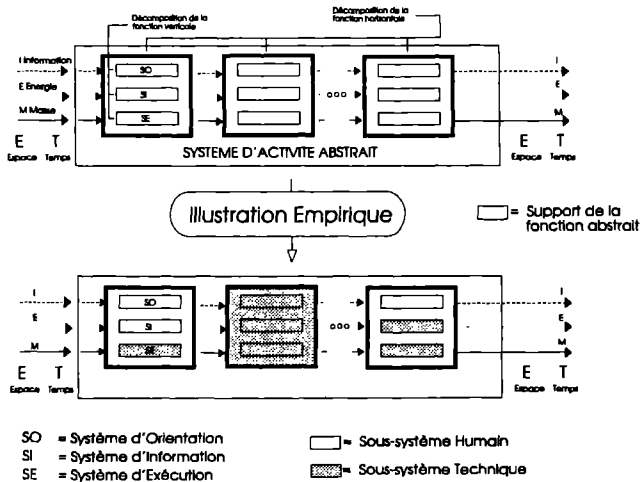 Décomposition de la
fonction verticale
Décomposition de la
fonction horizontale
I Information
E Energie
M Masse
SO
SI
SE
I
E
M
E T
Espace Temps
E T
Espace Temps
SYSTEME D'ACTIVITE ABSTRAIT
Illustration Empirique
= Support de la
fonction abstrait
I
E
M
SO
SI
SE
I
E
M
E T
Espace Temps
E T
Espace Temps
SO = Système d'Orientation
SI = Système d'Information
SE = Système d'Exécution
= Sous-système Humain
= Sous-système Technique